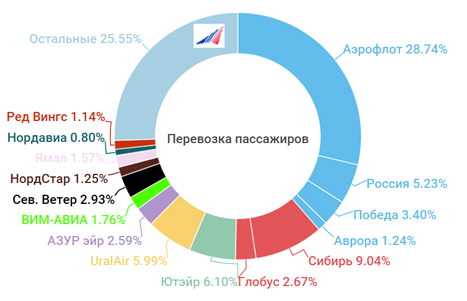 Остальные 25.55%
Аэрофлот 28.74%
Ред Вингс 1.14%
Нордавиа 0.80%
Перевозка пассажиров
Ямал 1.57%
НордСтар 1.25%
Россия 5.23%
Сев. Ветер 2.93%
Победа 3.40%
ВИМ-АВИА 1.76%
Аврора 1.24%
АЗУР эйр 2.59%
UralAir 5.99%
Сибирь 9.04%
Ютэйр 6.10%
Глобус 2.67%